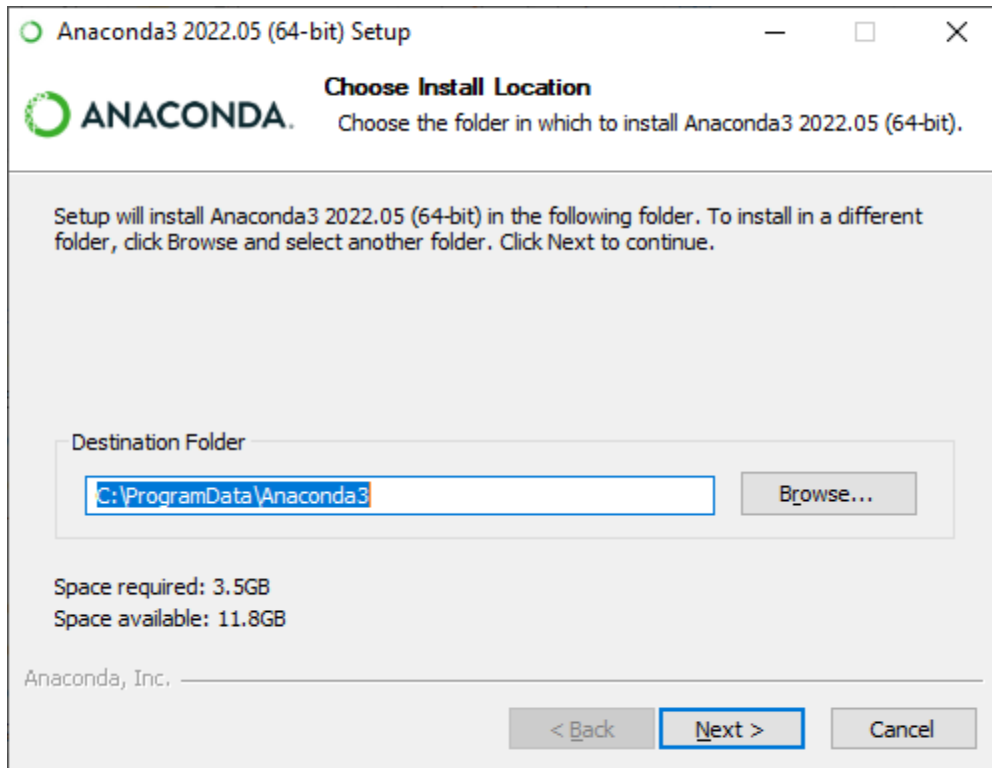 Anaconda3 2022.05 (64-bit) Setup
ANACONDA.
Choose Install Location
Choose the folder in which to install Anaconda3 2022.05 (64-bit).
Setup will install Anaconda3 2022.05 (64-bit) in the following folder. To install in a different
folder, click Browse and select another folder. Click Next to continue.
Destination Folder
C:\ProgramData\Anaconda3
Browse...
Space required: 3.5GB
Space available: 11.8GB
Anaconda, Inc.
< Back
Next >
Cancel